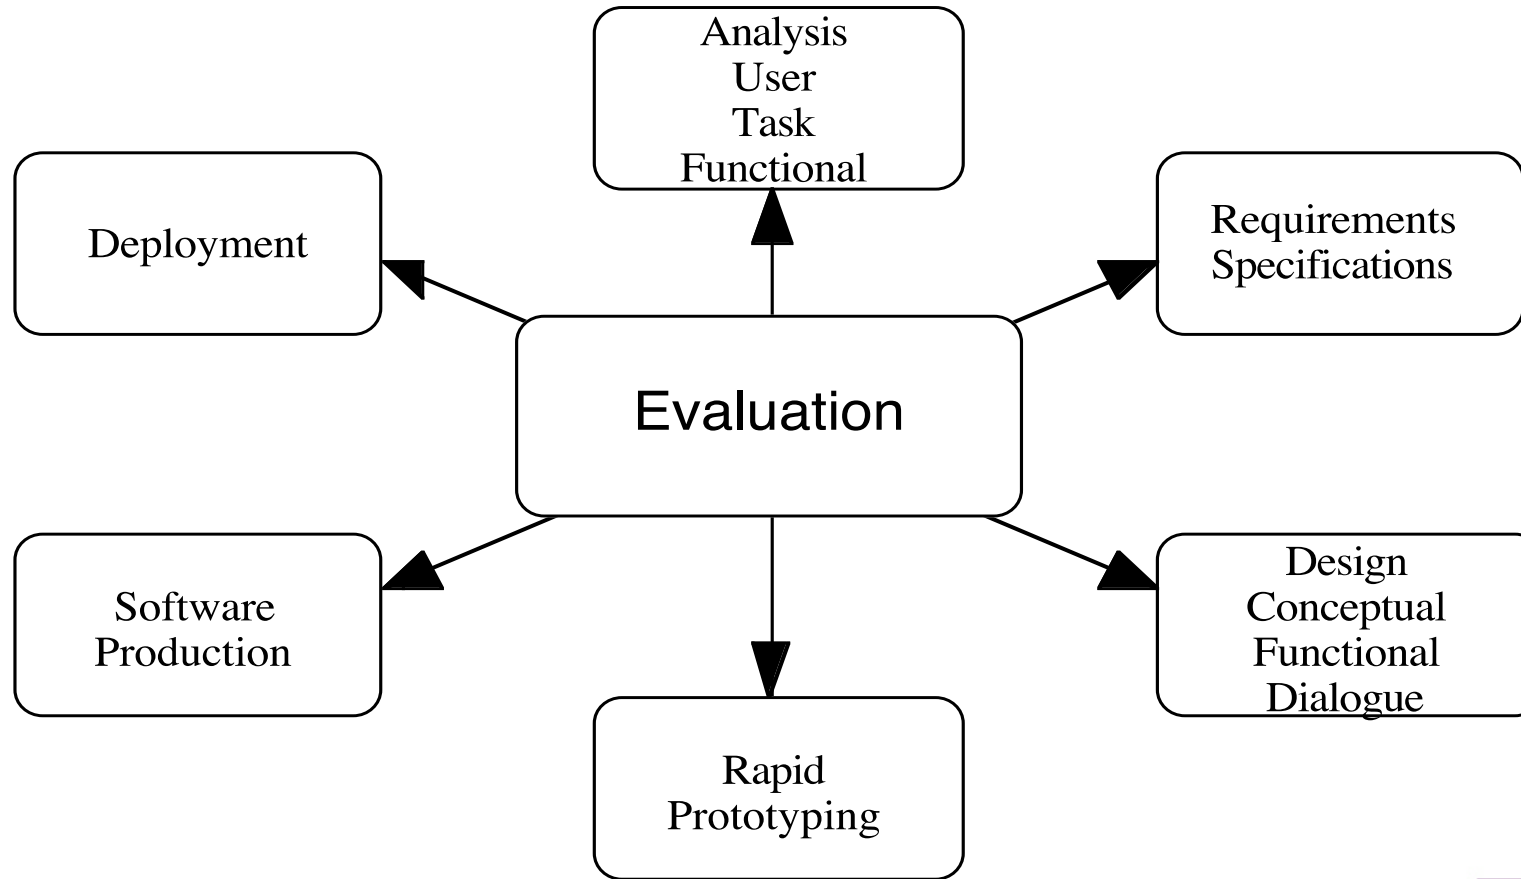 Analysis
User
Task
Functional
Deployment
Requirements
Specifications
Evaluation
Software
Production
Design
Conceptual
Functional
Dialogue
Rapid
Prototyping